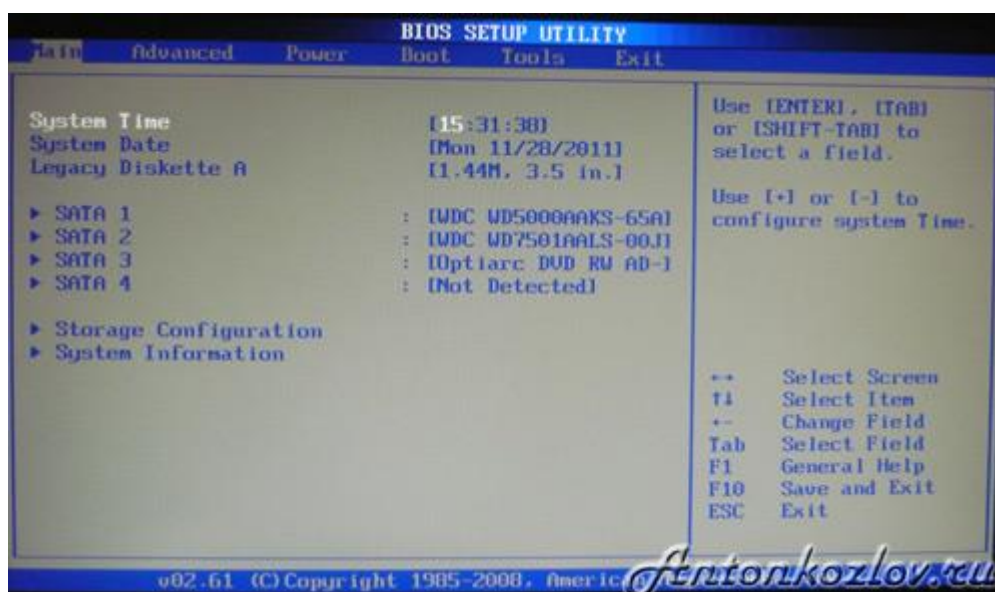 BIOS SETUP UTILITY
Main Advanced Power Boot Tools Exit
System Time [15:31:38]
System Date [Mon 11/28/2011]
Legacy Diskette A [1.44M, 3.5 in.]
► SATA 1 : [WDC WD5000AAKS-65A]
► SATA 2 : [WDC WD7501AALS-00J]
► SATA 3 : [Optiarc DVD RW AD-]
► SATA 4 : [Not Detected]
► Storage Configuration
► System Information
Use [ENTER], [TAB]
or [SHIFT-TAB] to
select a field.
Use [+] or [-] to
configure system Time.
←→ Select Screen
↑↓ Select Item
+- Change Field
Tab Select Field
F1 General Help
F10 Save and Exit
ESC Exit
v02.61 (C)Copyright 1985-2008, Americ
Antonkozlov.ru